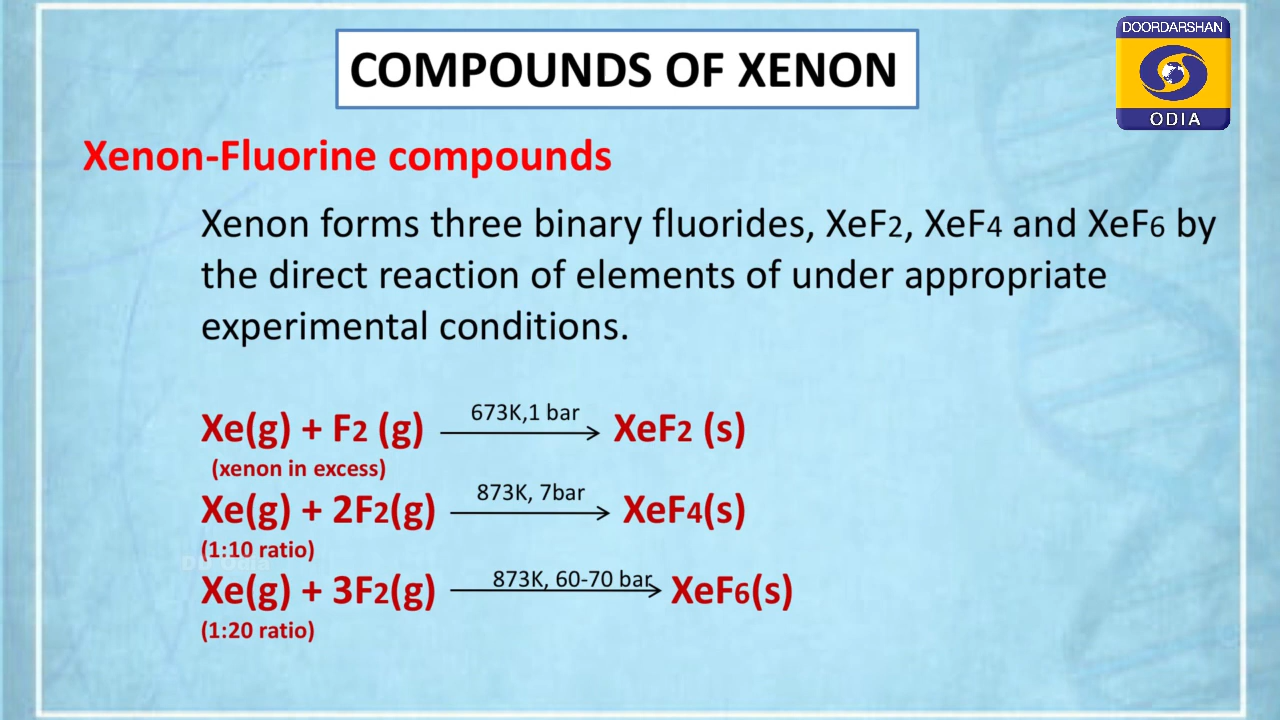 COMPOUNDS OF XENON
DOORDARSHAN
ODIA
Xenon-Fluorine compounds
Xenon forms three binary fluorides, XeF2, XeF4 and XeF6 by
the direct reaction of elements of under appropriate
experimental conditions.
673K,1 bar
Xe(g) + F2 (g) → XeF2 (s)
(xenon in excess)
873K, 7bar
Xe(g) + 2F2(g) → XeF4(s)
(1:10 ratio)
DD Odia
873K, 60-70 bar
Xe(g) + 3F2(g) → XeF6(s)
(1:20 ratio)